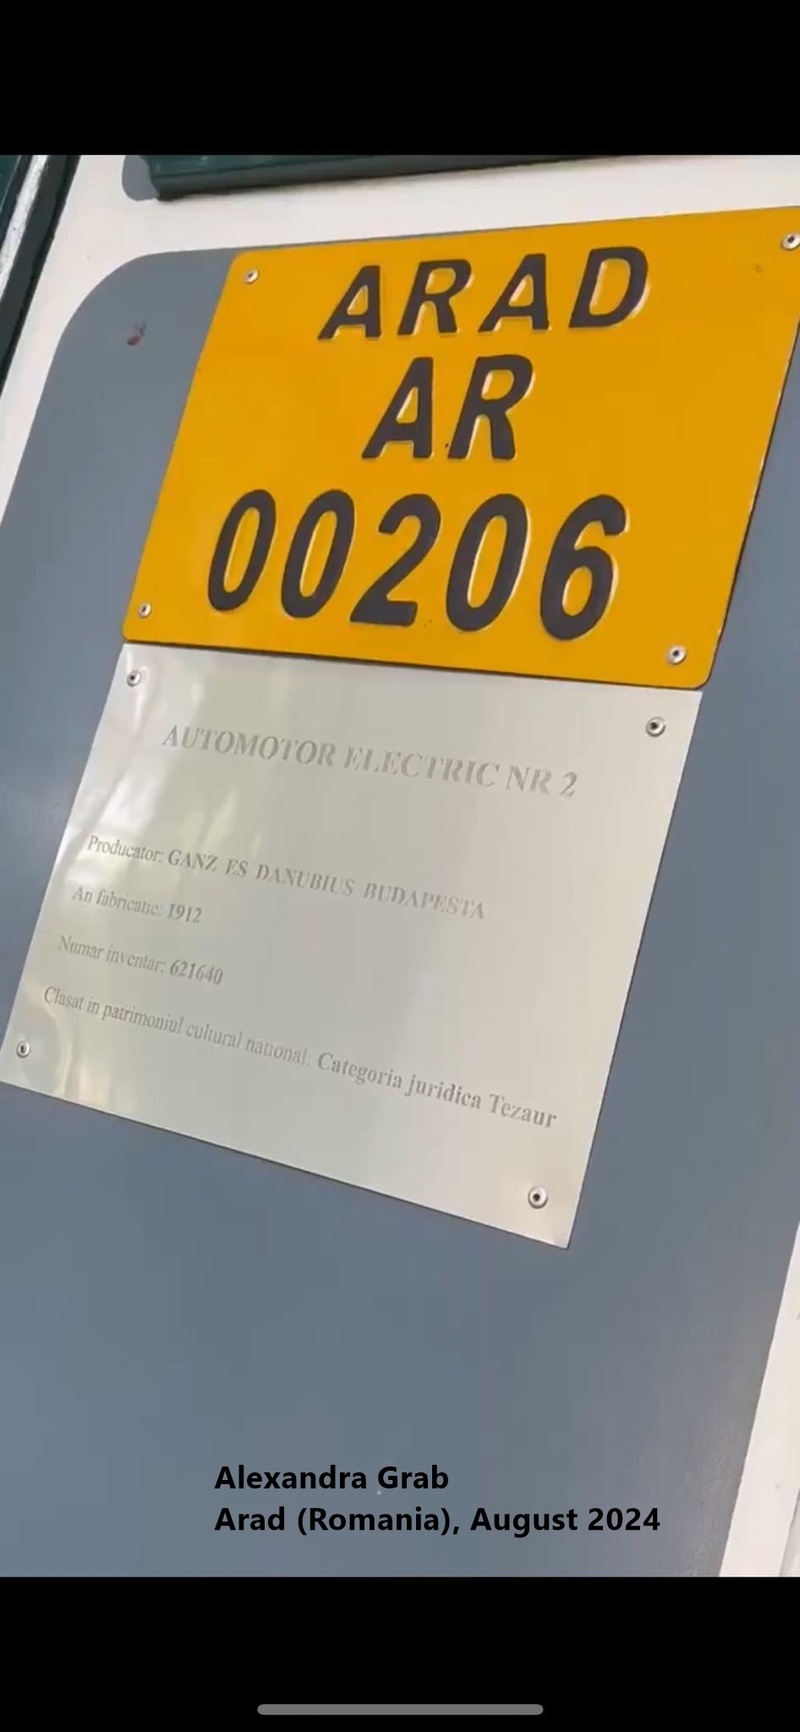 ARAD
AR
00206
AUTOMOTOR ELECTRIC NR 2
Producator: GANZ ES DANUBIUS BUDAPESTA
An fabricatie: 1912
Numar inventar: 621640
Clasat in patrimoniul cultural national: Categoria juridica Tezaur
Alexandra Grab
Arad (Romania), August 2024